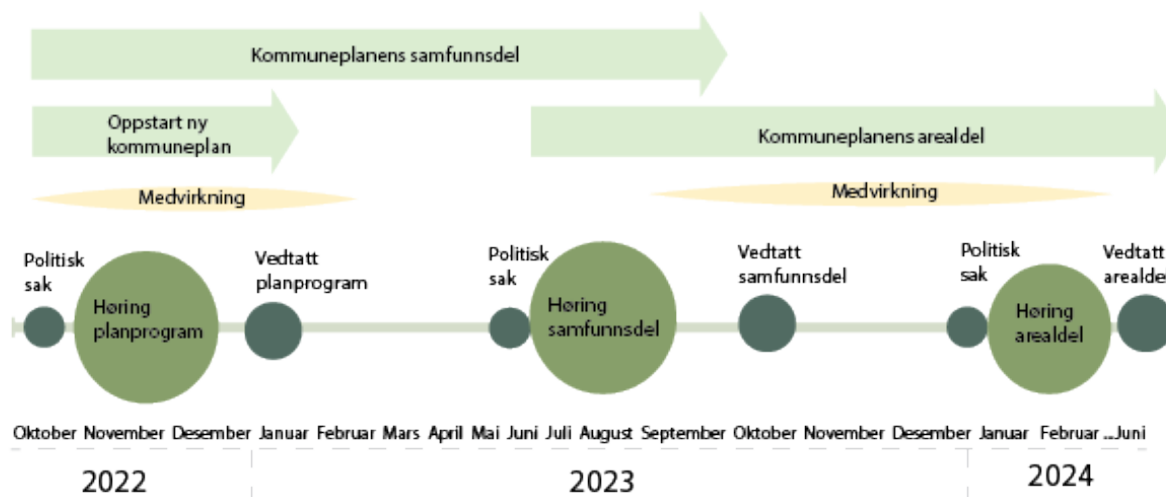 Kommuneplanens samfunnsdel
Oppstart ny
kommuneplan
Kommuneplanens arealdel
Medvirkning
Medvirkning
Politisk
sak
Høring
planprogram
Vedtatt
planprogram
Politisk
sak
Høring
samfunnsdel
Vedtatt
samfunnsdel
Politisk
sak
Høring
arealdel
Vedtatt
arealdel
Oktober November Desember Januar Februar Mars April Mai Juni Juli August September Oktober November Desember Januar Februar ...Juni
2022 2023 2024